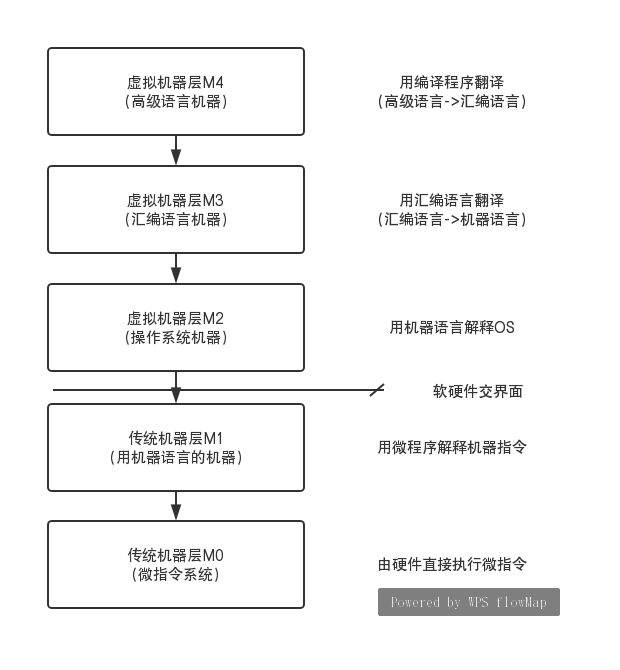 虚拟机器层M4
(高级语言机器)
用编译程序翻译
(高级语言->汇编语言)
虚拟机器层M3
(汇编语言机器)
用汇编语言翻译
(汇编语言->机器语言)
虚拟机器层M2
(操作系统机器)
用机器语言解释OS
软硬件交界面
传统机器层M1
(用机器语言的机器)
用微程序解释机器指令
传统机器层M0
(微指令系统)
由硬件直接执行微指令
Powered by WPS flowMap